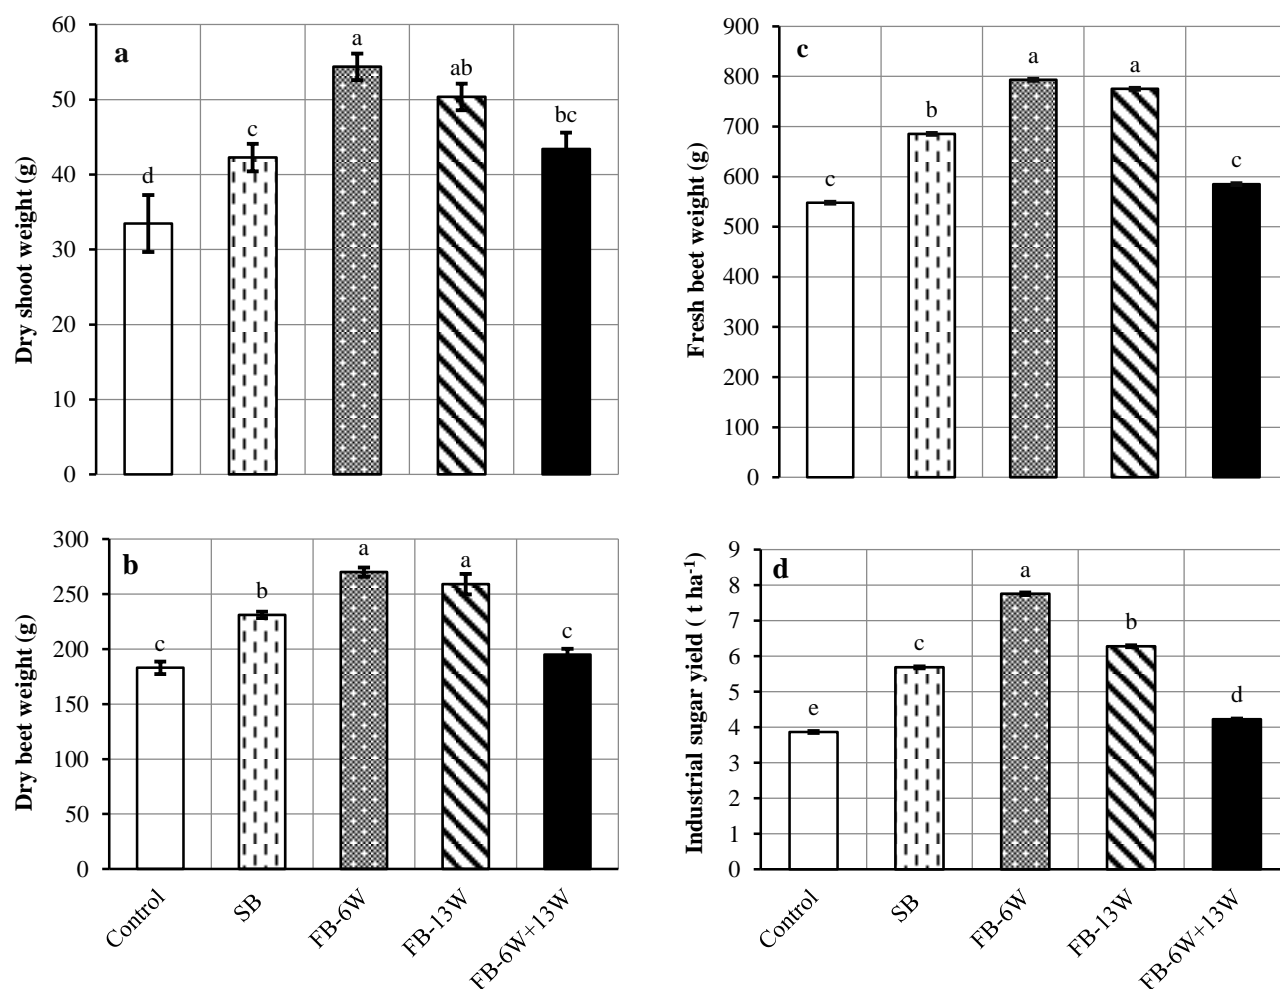 a
Dry shoot weight (g)
60
50
40
30
20
10
0
d
c
a
ab
bc
c
Fresh beet weight (g)
900
800
700
600
500
400
300
200
100
0
c
b
a
a
c
b
Dry beet weight (g)
300
250
200
150
100
50
0
c
b
a
a
c
Control
SB
FB-6W
FB-13W
FB-6W+13W
d
Industrial sugar yield ( t ha-1)
9
8
7
6
5
4
3
2
1
0
e
c
a
b
d
Control
SB
FB-6W
FB-13W
FB-6W+13W